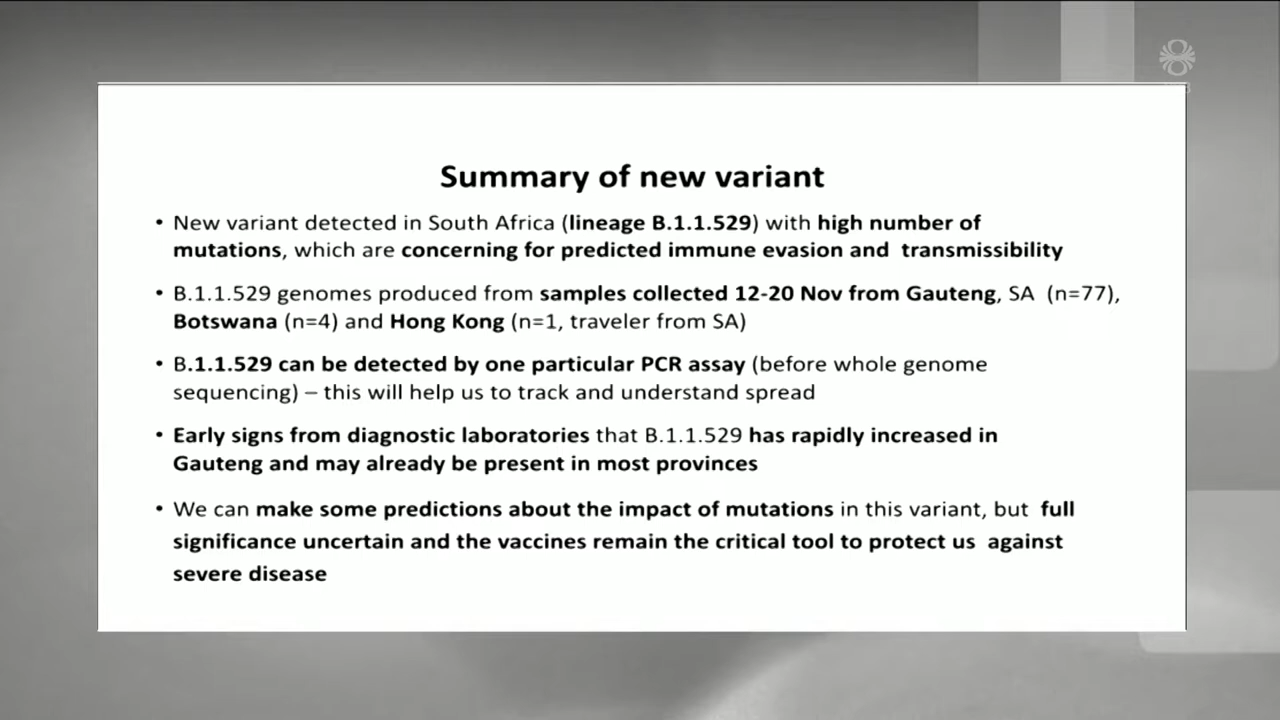 Summary of new variant
• New variant detected in South Africa (lineage B.1.1.529) with high number of
mutations, which are concerning for predicted immune evasion and  transmissibility
• B.1.1.529 genomes produced from samples collected 12-20 Nov from Gauteng, SA  (n=77),
Botswana (n=4) and Hong Kong (n=1, traveler from SA)
• B.1.1.529 can be detected by one particular PCR assay (before whole genome
sequencing) – this will help us to track and understand spread
• Early signs from diagnostic laboratories that B.1.1.529 has rapidly increased in
Gauteng and may already be present in most provinces
• We can make some predictions about the impact of mutations in this variant, but  full
significance uncertain and the vaccines remain the critical tool to protect us  against
severe disease